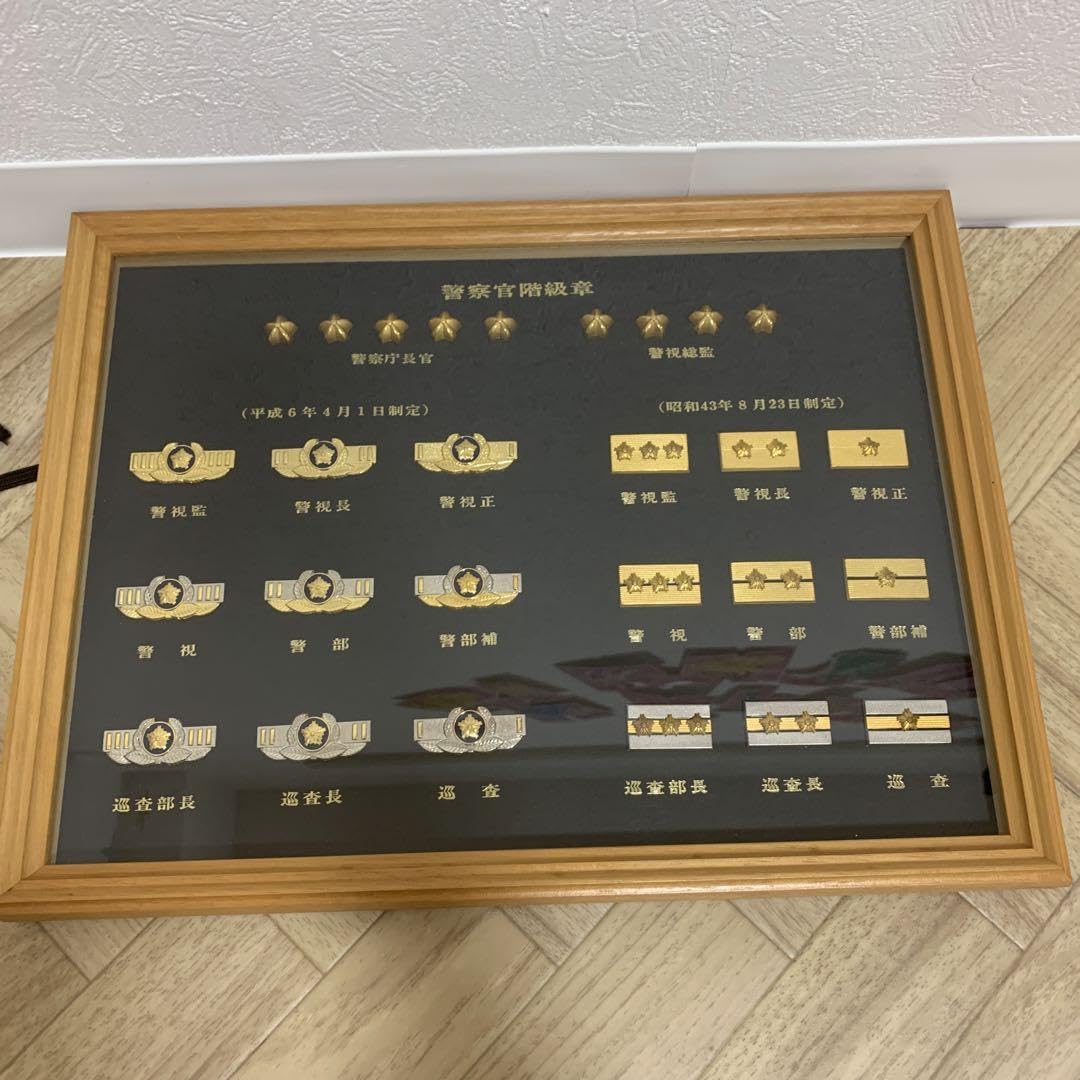 警察官階級章
警察庁長官
警視総監
(平成6年4月1日制定)
警視監 警視長 警視正
警視 警部 警部補
巡査部長 巡査長 巡査
(昭和43年8月23日制定)
警視監 警視長 警視正
警視 警部 警部補
巡査部長 巡査長 巡査